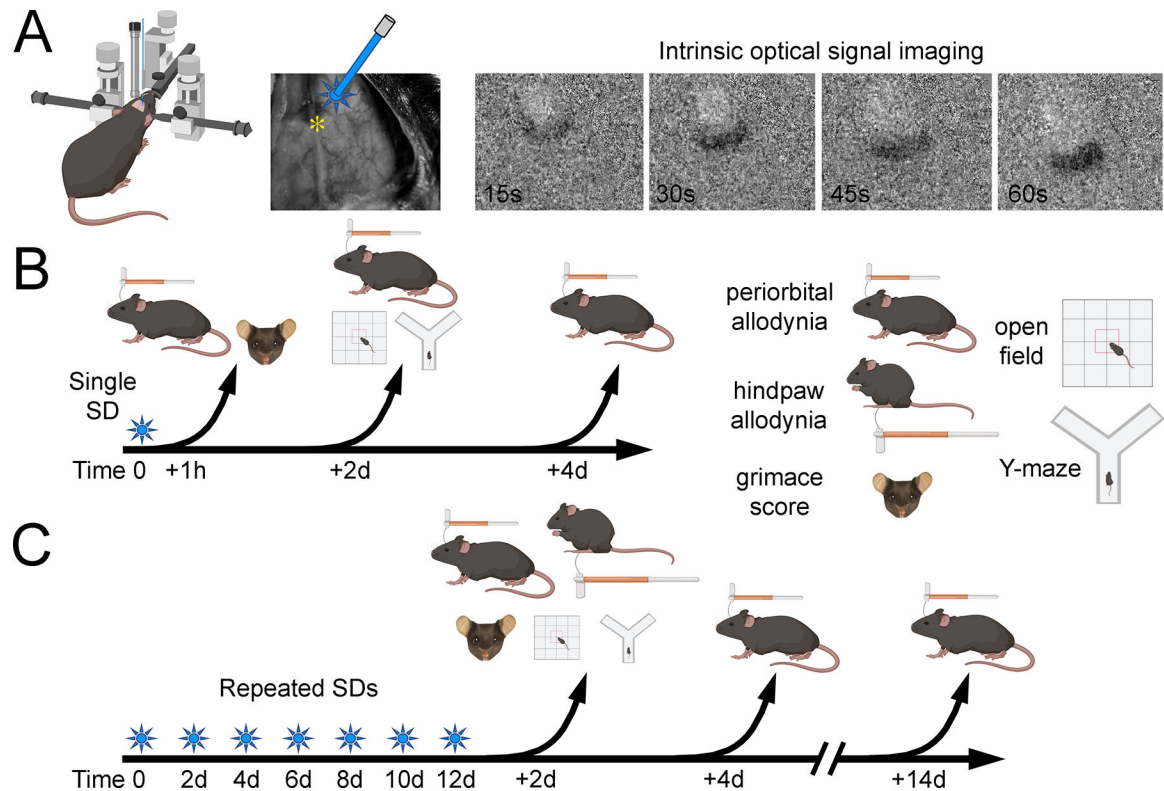 A
Intrinsic optical signal imaging
*
15s
30s
45s
60s
B
Single
SD
Time 0
+1h
+2d
+4d
periorbital
allodynia
hindpaw
allodynia
grimace
score
open
field
Y-maze
C
Repeated SDs
Time 0
2d
4d
6d
8d
10d
12d
+2d
+4d
+14d